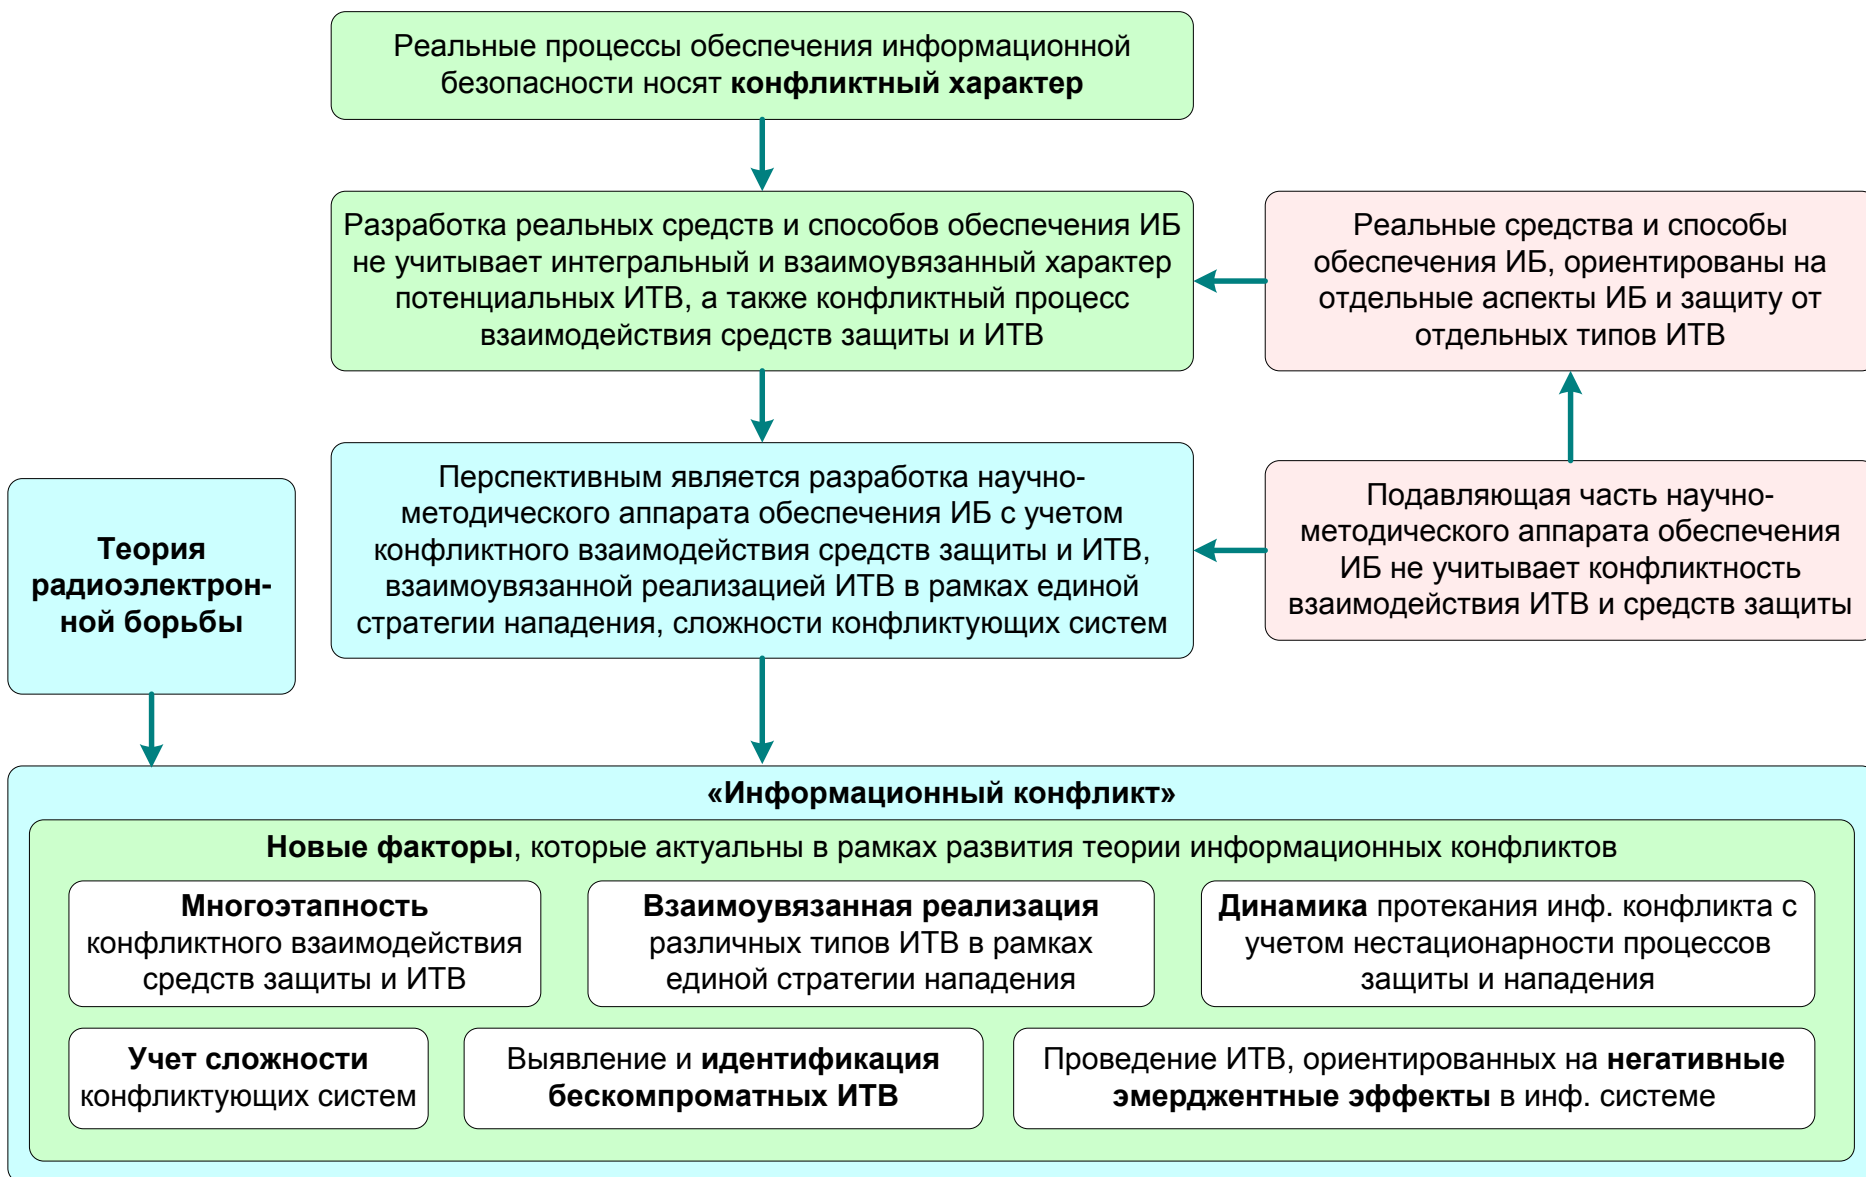 Реальные процессы обеспечения информационной
безопасности носят конфликтный характер
Разработка реальных средств и способов обеспечения ИБ
не учитывает интегральный и взаимоувязанный характер
потенциальных ИТВ, а также конфликтный процесс
взаимодействия средств защиты и ИТВ
Реальные средства и способы
обеспечения ИБ, ориентированы на
отдельные аспекты ИБ и защиту от
отдельных типов ИТВ
Теория
радиоэлектрон-
ной борьбы
Перспективным является разработка научно-
методического аппарата обеспечения ИБ с учетом
конфликтного взаимодействия средств защиты и ИТВ,
взаимоувязанной реализацией ИТВ в рамках единой
стратегии нападения, сложности конфликтующих систем
Подавляющая часть научно-
методического аппарата обеспечения
ИБ не учитывает конфликтность
взаимодействия ИТВ и средств защиты
«Информационный конфликт»
Новые факторы, которые актуальны в рамках развития теории информационных конфликтов
Многоэтапность
конфликтного взаимодействия
средств защиты и ИТВ
Взаимоувязанная реализация
различных типов ИТВ в рамках
единой стратегии нападения
Динамика протекания инф. конфликта с
учетом нестационарности процессов
защиты и нападения
Учет сложности
конфликтующих систем
Выявление и идентификация
бескомпроматных ИТВ
Проведение ИТВ, ориентированных на негативные
эмерджентные эффекты в инф. системе